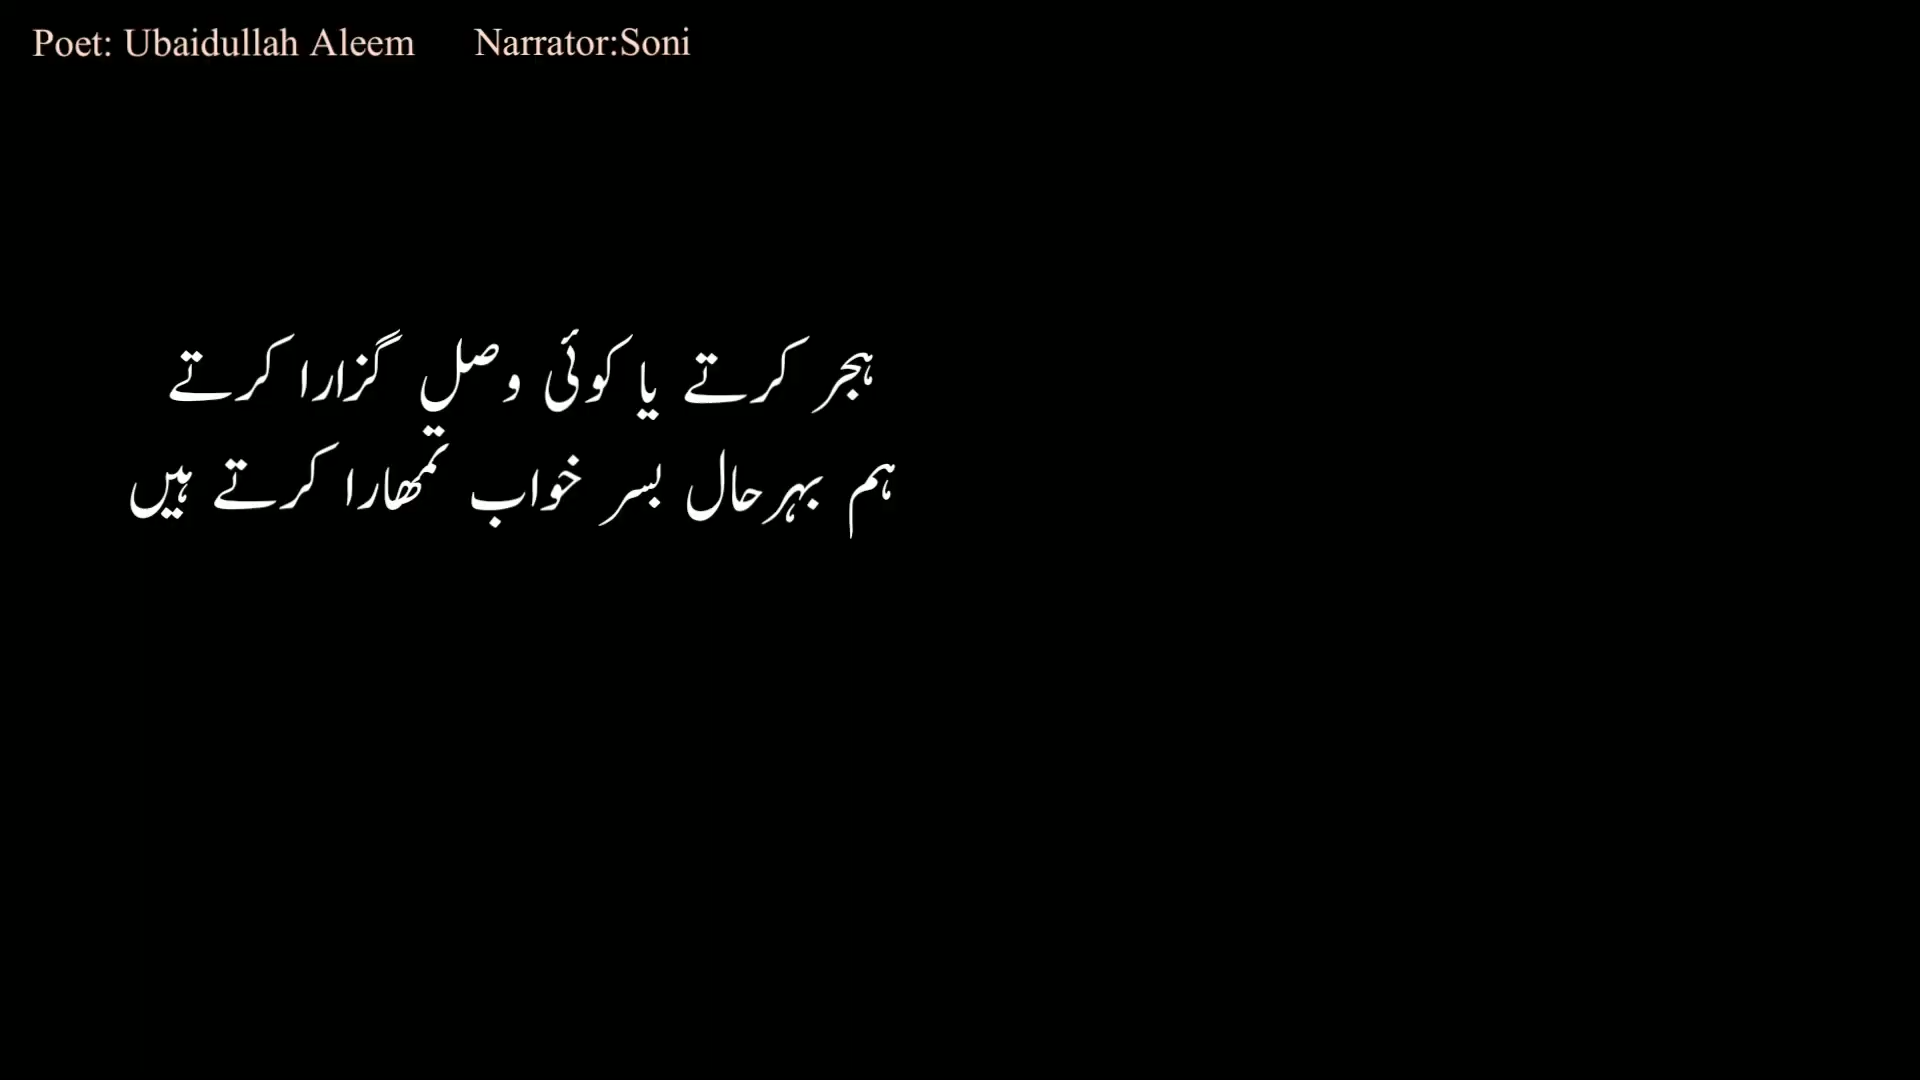 Poet: Ubaidullah Aleem Narrator:Soni
ہجر کرتے یا کوئی وصل گزارا کرتے
ہم بہرحال بسر خواب تمھارا کرتے ہیں